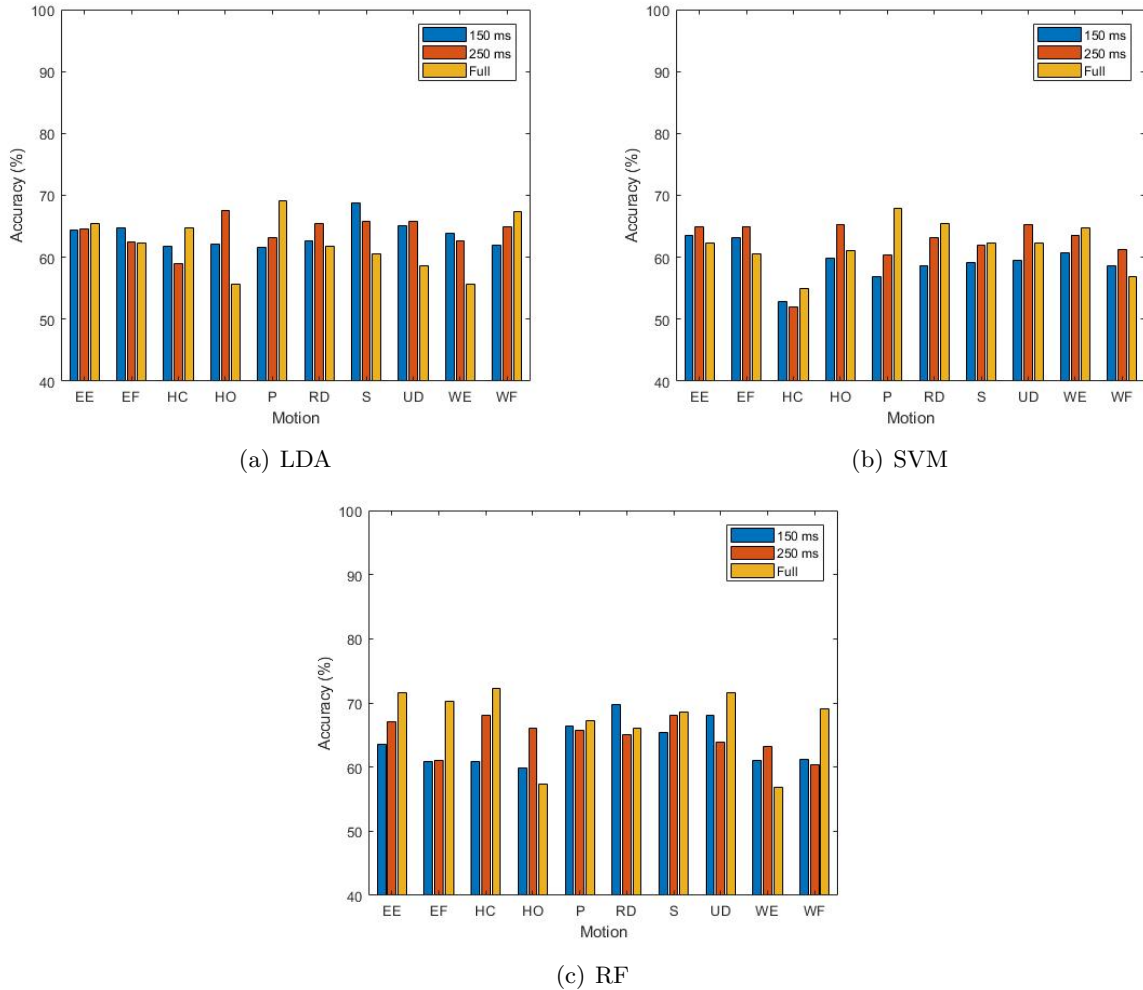 100
90
80
70
60
50
40
Accuracy (%)
150 ms
250 ms
Full
EE EF HC HO P RD S UD WE WF
Motion
(a) LDA
100
90
80
70
60
50
40
Accuracy (%)
150 ms
250 ms
Full
EE EF HC HO P RD S UD WE WF
Motion
(b) SVM
100
90
80
70
60
50
40
Accuracy (%)
150 ms
250 ms
Full
EE EF HC HO P RD S UD WE WF
Motion
(c) RF